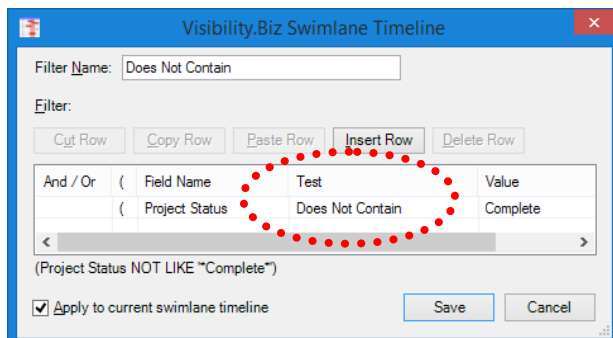 Visibility.Biz Swimlane Timeline
Filter Name: Does Not Contain
Filter:
Cut Row Copy Row Paste Row Insert Row Delete Row
And / Or ( Field Name Test Value
( Project Status Does Not Contain Complete
(Project Status NOT LIKE '*Complete*')
Apply to current swimlane timeline Save Cancel